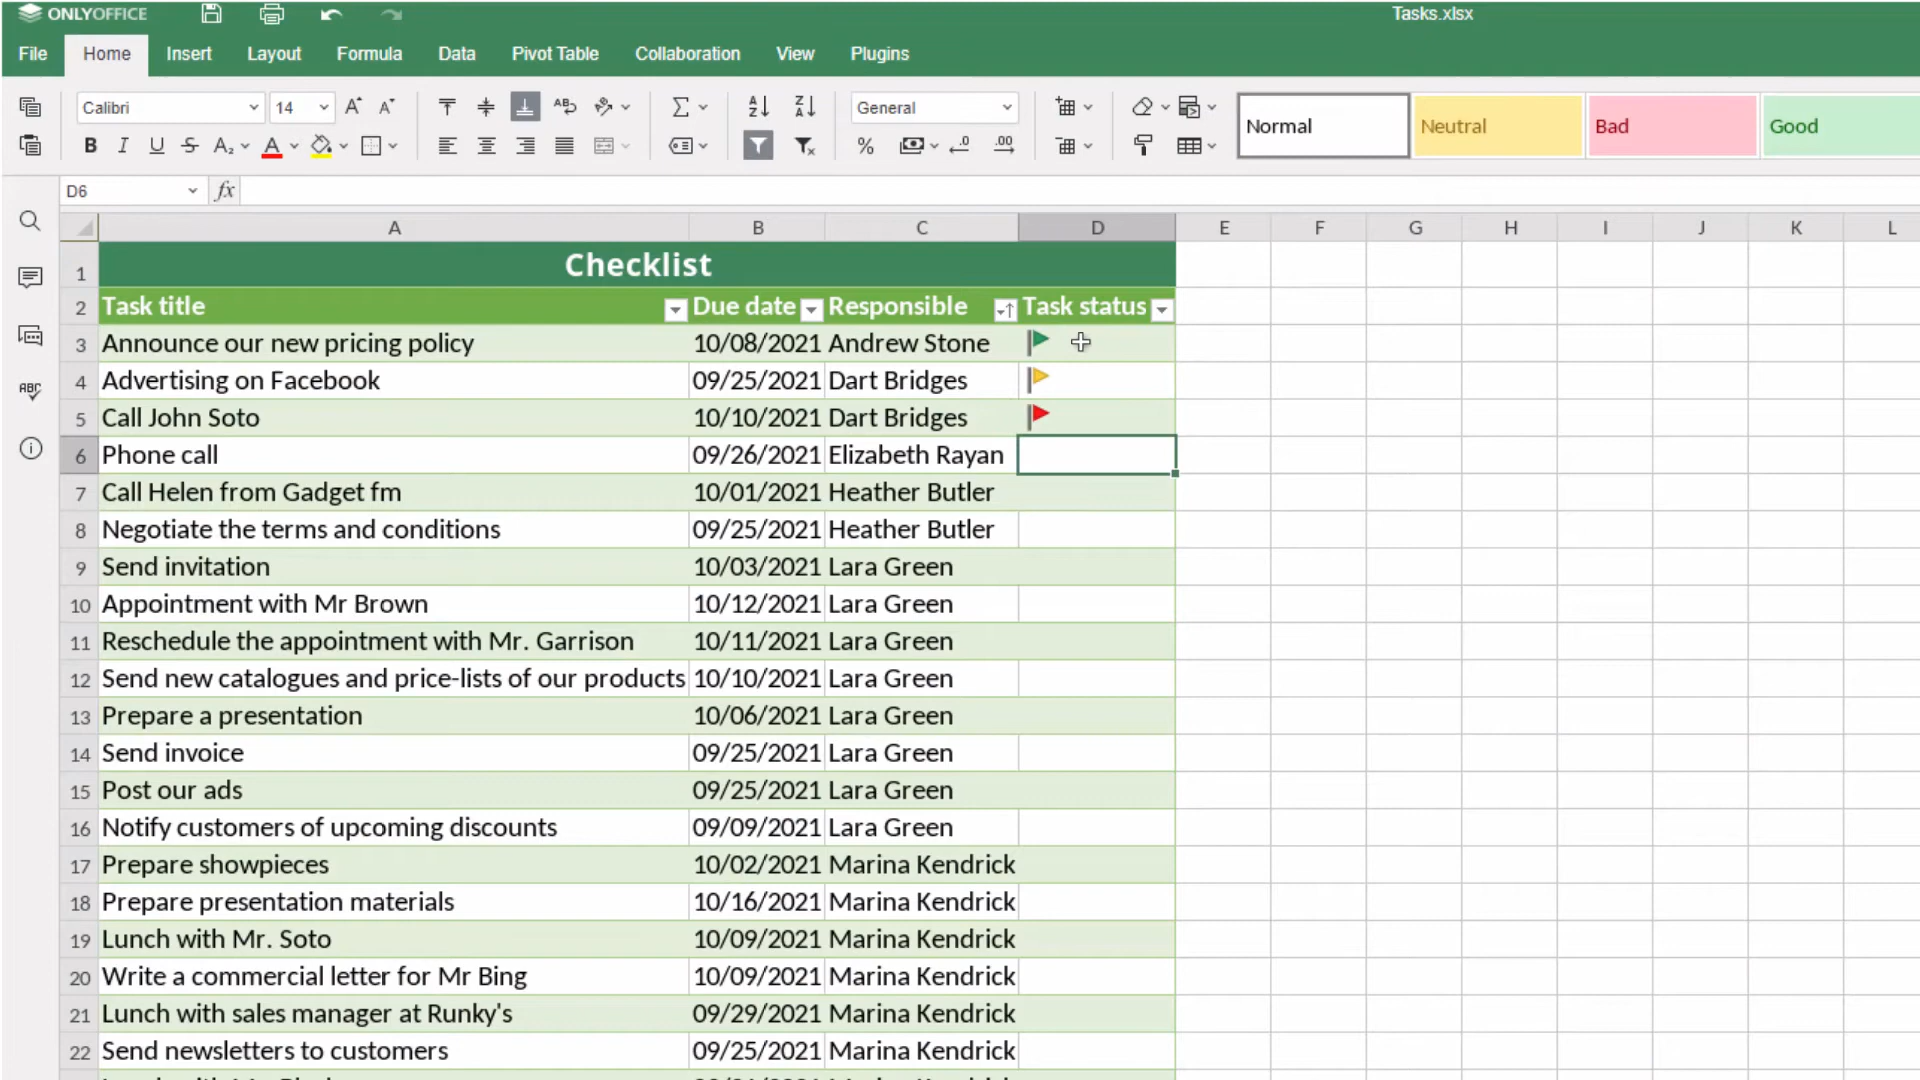 ONLYOFFICE
Tasks.xlsx
File Home Insert Layout Formula Data Pivot Table Collaboration View Plugins
Calibri 14 General
Normal Neutral Bad Good
D6 fx
A B C D E F G H I J K L
1 Checklist
2 Task title Due date Responsible Task status
3 Announce our new pricing policy 10/08/2021 Andrew Stone
4 Advertising on Facebook 09/25/2021 Dart Bridges
5 Call John Soto 10/10/2021 Dart Bridges
6 Phone call 09/26/2021 Elizabeth Rayan
7 Call Helen from Gadget fm 10/01/2021 Heather Butler
8 Negotiate the terms and conditions 09/25/2021 Heather Butler
9 Send invitation 10/03/2021 Lara Green
10 Appointment with Mr Brown 10/12/2021 Lara Green
11 Reschedule the appointment with Mr. Garrison 10/11/2021 Lara Green
12 Send new catalogues and price-lists of our products 10/10/2021 Lara Green
13 Prepare a presentation 10/06/2021 Lara Green
14 Send invoice 09/25/2021 Lara Green
15 Post our ads 09/25/2021 Lara Green
16 Notify customers of upcoming discounts 09/09/2021 Lara Green
17 Prepare showpieces 10/02/2021 Marina Kendrick
18 Prepare presentation materials 10/16/2021 Marina Kendrick
19 Lunch with Mr. Soto 10/09/2021 Marina Kendrick
20 Write a commercial letter for Mr Bing 10/09/2021 Marina Kendrick
21 Lunch with sales manager at Runky's 09/29/2021 Marina Kendrick
22 Send newsletters to customers 09/25/2021 Marina Kendrick